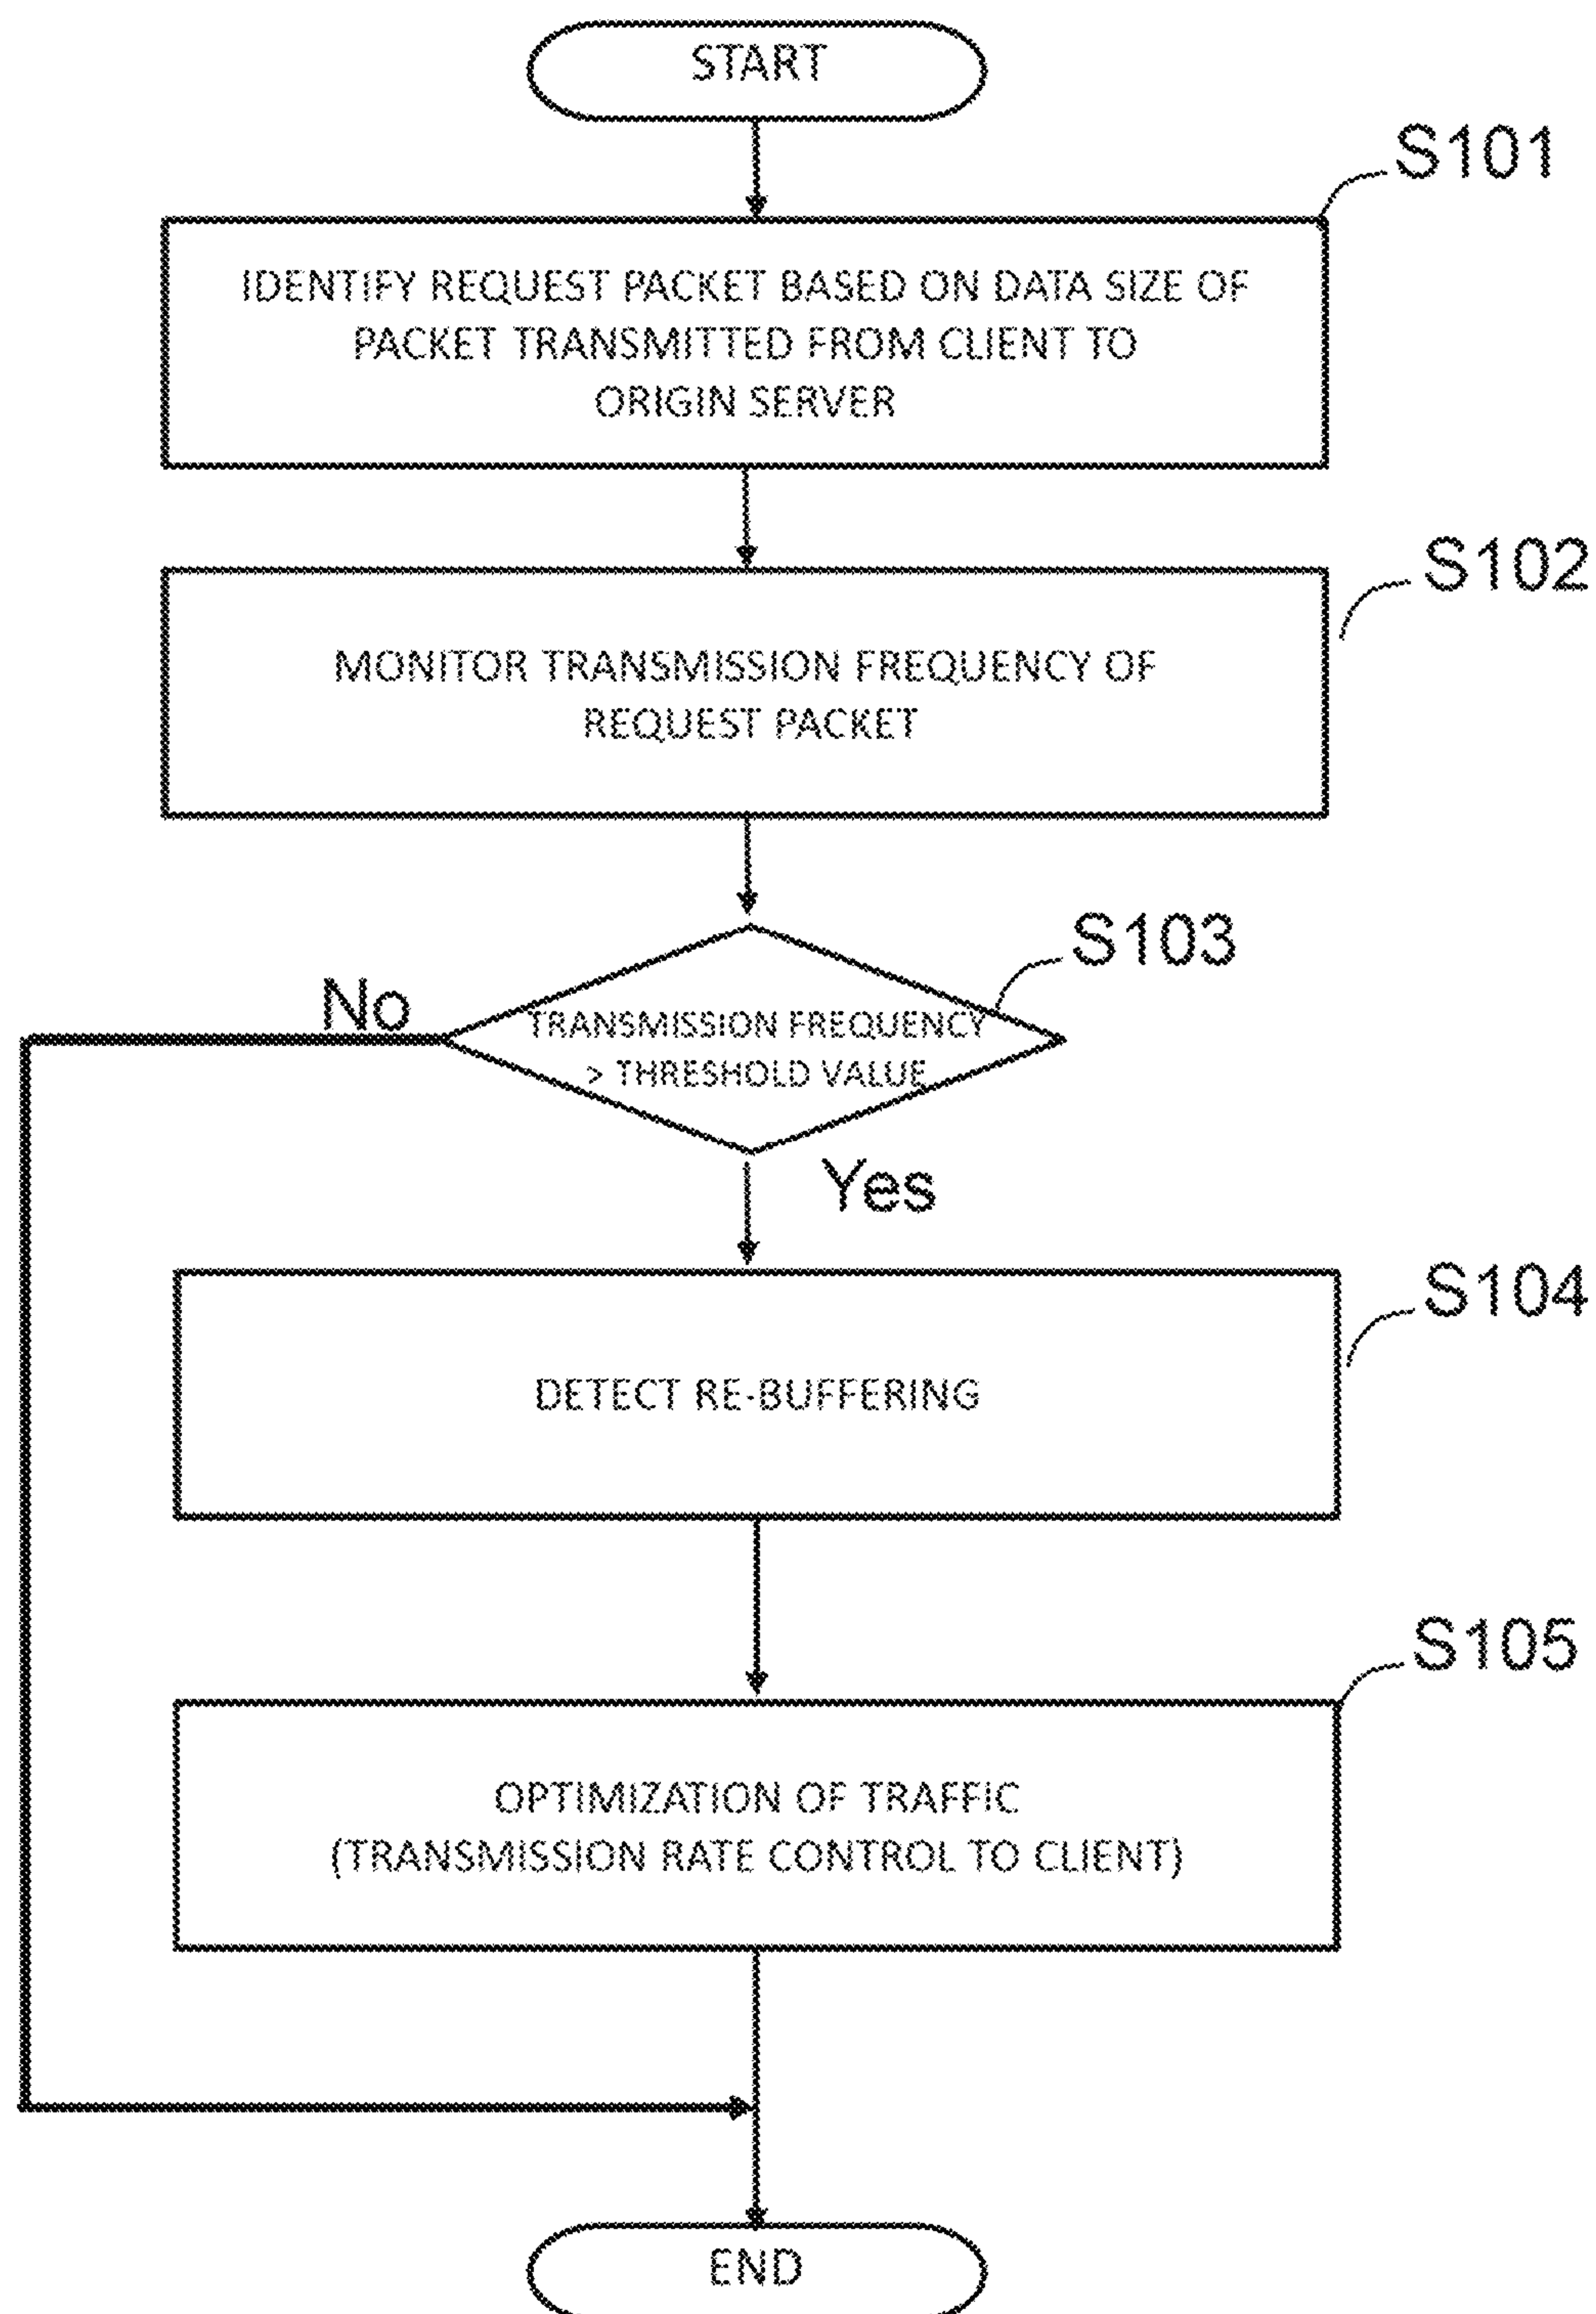 START
S101
IDENTIFY REQUEST PACKET BASED ON DATA SIZE OF
PACKET TRANSMITTED FROM CLIENT TO
ORIGIN SERVER
S102
MONITOR TRANSMISSION FREQUENCY OF
REQUEST PACKET
S103
No
TRANSMISSION FREQUENCY
> THRESHOLD VALUE
Yes
S104
DETECT RE-BUFFERING
S105
OPTIMIZATION OF TRAFFIC
(TRANSMISSION RATE CONTROL TO CLIENT)
END